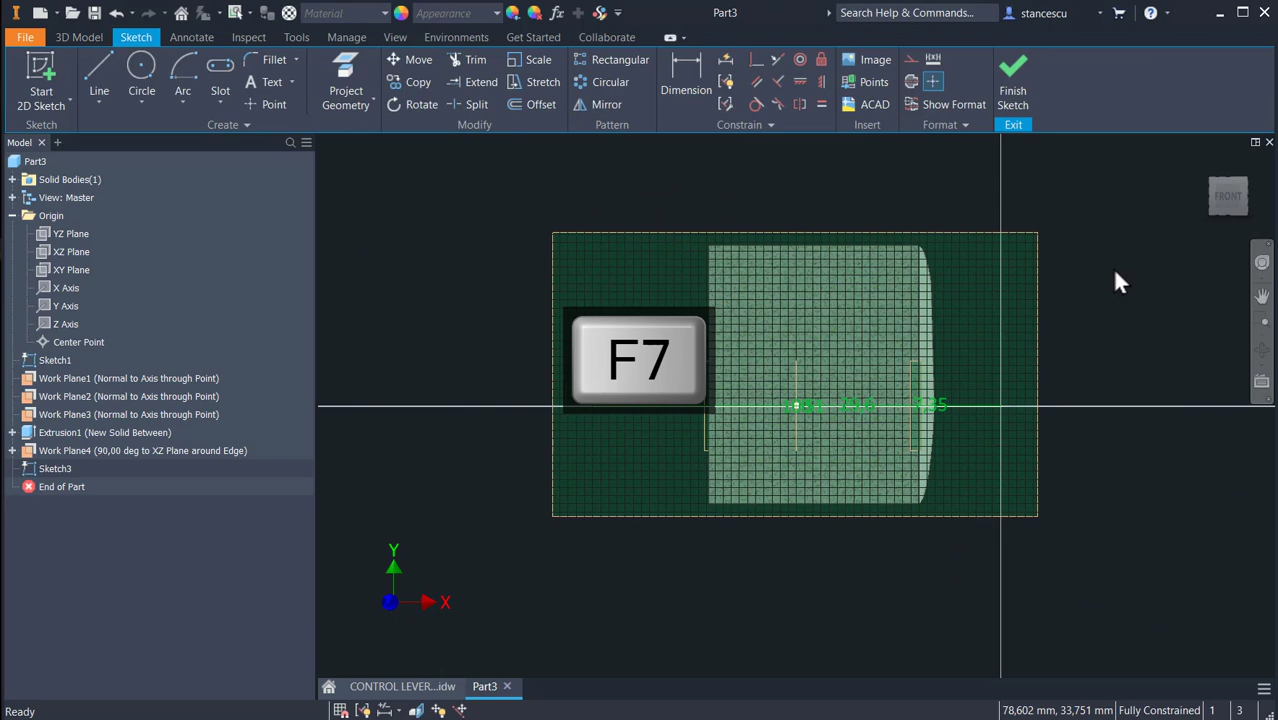 Material
Appearance
Part3
Search Help & Commands...
stancescu
File
3D Model
Sketch
Annotate
Inspect
Tools
Manage
View
Environments
Get Started
Collaborate
Start
2D Sketch
Line
Circle
Arc
Slot
Fillet
Text
Point
Project
Geometry
Move
Copy
Rotate
Trim
Extend
Split
Scale
Stretch
Offset
Rectangular
Circular
Mirror
Dimension
Image
Points
ACAD
Show Format
Finish
Sketch
Sketch
Create
Modify
Pattern
Constrain
Insert
Format
Exit
Model
Part3
Solid Bodies(1)
View: Master
Origin
YZ Plane
XZ Plane
XY Plane
X Axis
Y Axis
Z Axis
Center Point
Sketch1
Work Plane1 (Normal to Axis through Point)
Work Plane2 (Normal to Axis through Point)
Work Plane3 (Normal to Axis through Point)
Extrusion1 (New Solid Between)
Work Plane4 (90,00 deg to XZ Plane around Edge)
Sketch3
End of Part
FRONT
F7
Y
X
CONTROL LEVER...idw
Part3
Ready
78,602 mm, 33,751 mm
Fully Constrained
1
3